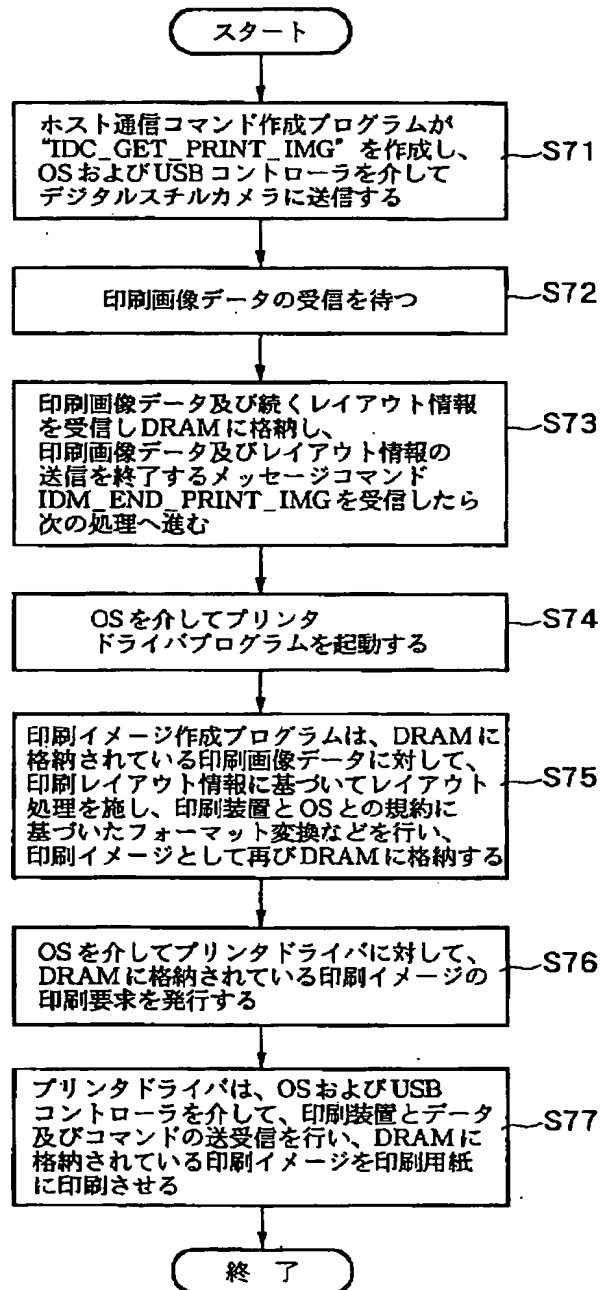 スタート
ホスト通信コマンド作成プログラムが
“IDC_GET_PRINT_IMG”を作成し、
OSおよびUSBコントローラを介して
デジタルスチルカメラに送信する
S71
印刷画像データの受信を待つ
S72
印刷画像データ及び続くレイアウト情報
を受信しDRAMに格納し、
印刷画像データ及びレイアウト情報の
送信を終了するメッセージコマンド
IDM_END_PRINT_IMGを受信したら
次の処理へ進む
S73
OSを介してプリンタ
ドライバプログラムを起動する
S74
印刷イメージ作成プログラムは、DRAMに
格納されている印刷画像データに対して、
印刷レイアウト情報に基づいてレイアウト
処理を施し、印刷装置とOSとの規約に
基づいたフォーマット変換などを行い、
印刷イメージとして再びDRAMに格納する
S75
OSを介してプリンタドライバに対して、
DRAMに格納されている印刷イメージの
印刷要求を発行する
S76
プリンタドライバは、OSおよびUSB
コントローラを介して、印刷装置とデータ
及びコマンドの送受信を行い、DRAMに
格納されている印刷イメージを印刷用紙
に印刷させる
S77
終 了